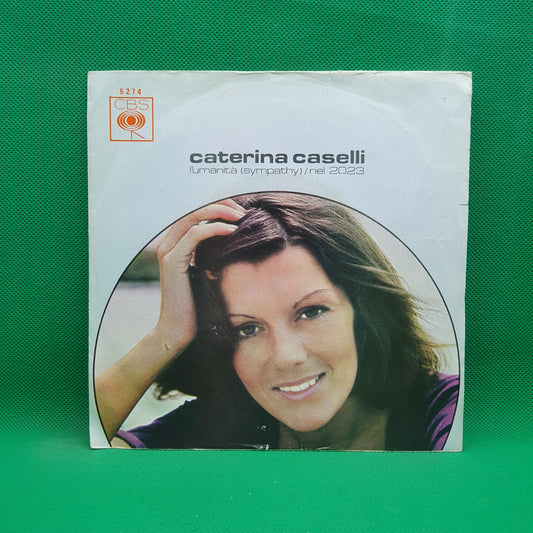 5274
CBS
caterina caselli
l'umanità (sympathy)/nel 2023